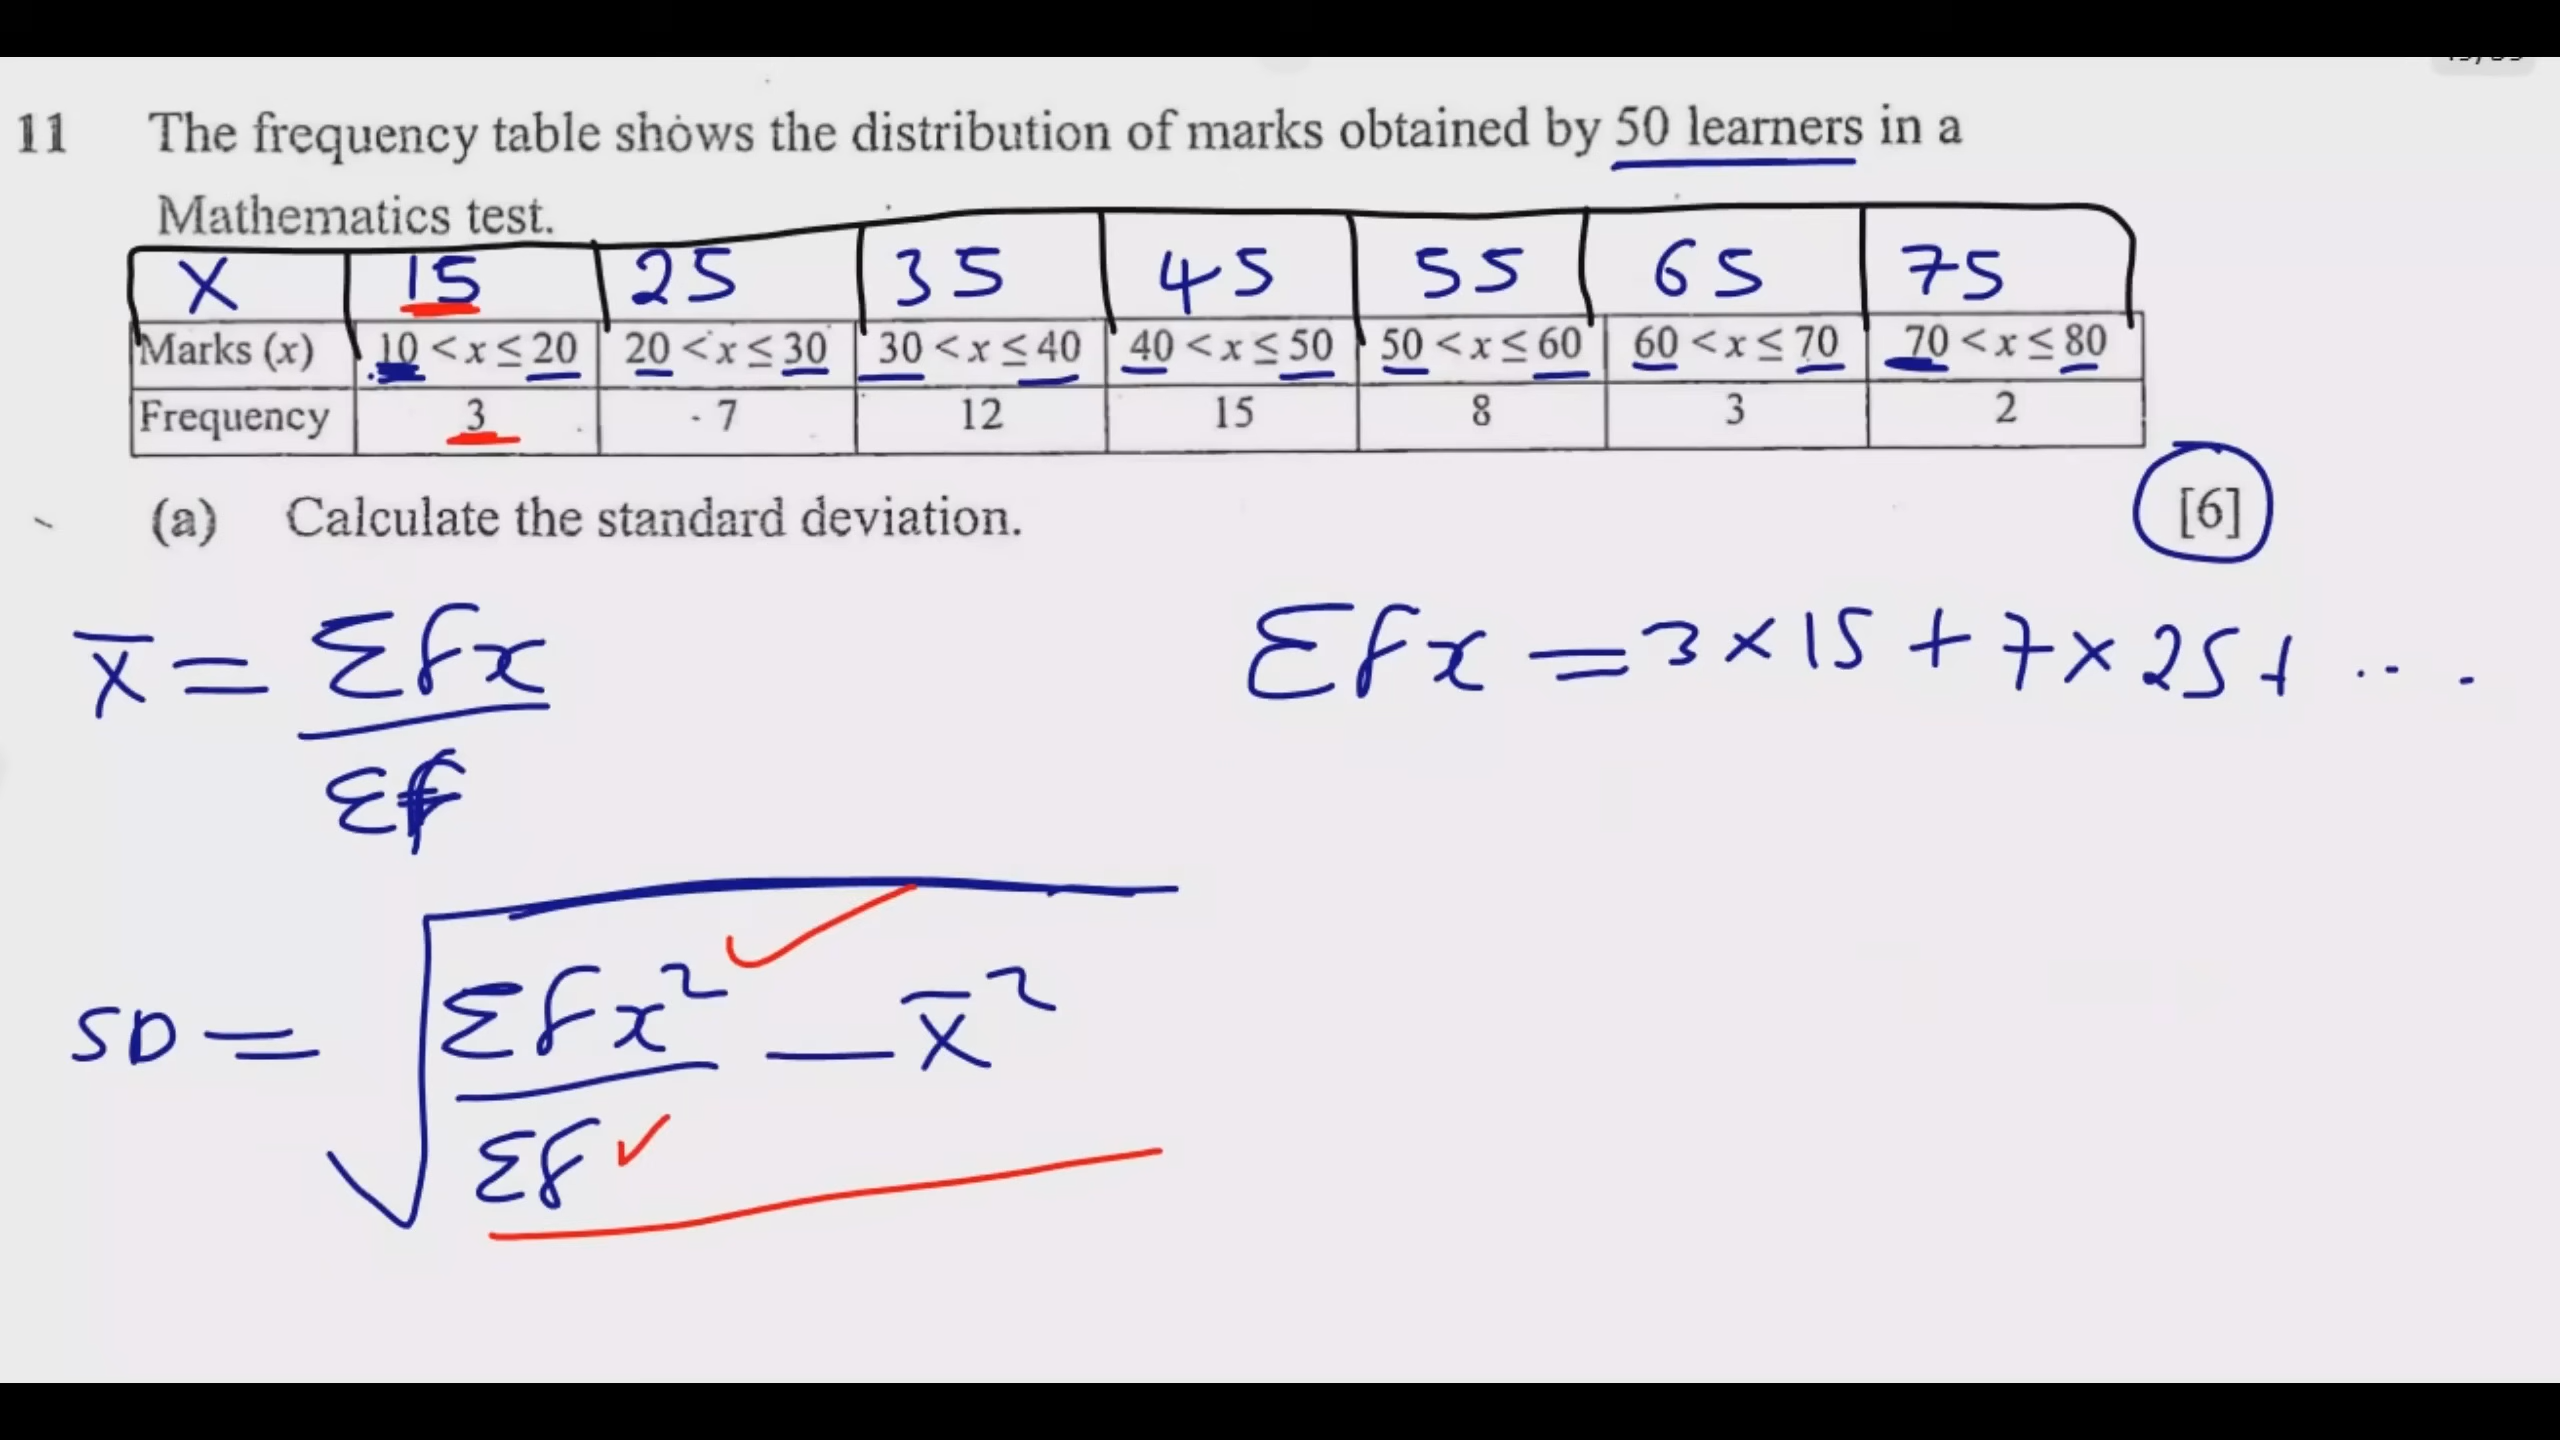 11 The frequency table shows the distribution of marks obtained by 50 learners in a
Mathematics test.
X 15 25 35 45 55 65 75
Marks (x) 10 < x ≤ 20 20 < x ≤ 30 30 < x ≤ 40 40 < x ≤ 50 50 < x ≤ 60 60 < x ≤ 70 70 < x ≤ 80
Frequency 3 7 12 15 8 3 2
(a) Calculate the standard deviation. [6]
x̄ = Σfx / Σf
Σfx = 3 × 15 + 7 × 25 + ....
SD = √(Σfx² / Σf − x̄²)